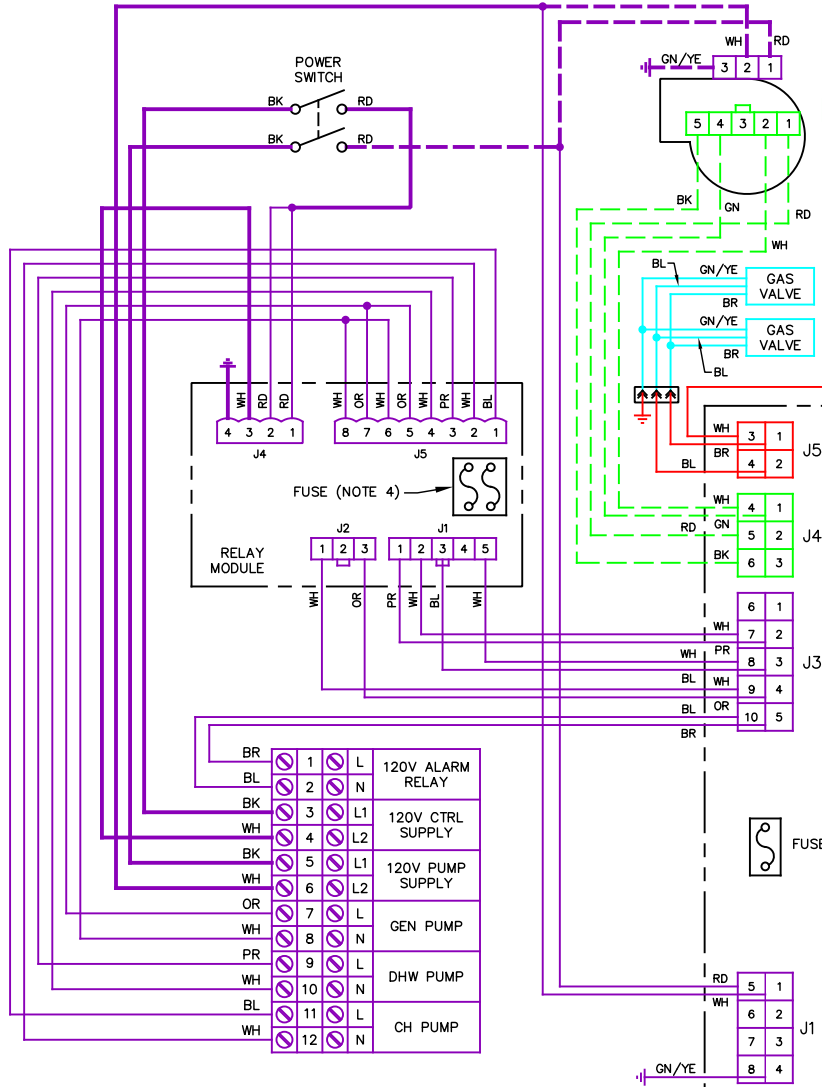 WH RD
GN/YE 3 2 1
POWER
SWITCH
BK RD
BK RD
5 4 3 2 1
BK GN RD
WH
BL GN/YE GAS
VALVE
BR
GN/YE GAS
VALVE
BR
BL
WH RD RD
4 3 2 1
J4
WH OR WH OR WH PR WH BL
8 7 6 5 4 3 2 1
J5
FUSE (NOTE 4)
J2
1 2 3
J1
1 2 3 4 5
RELAY
MODULE
WH OR PR WH BL WH
WH 3 1
BR
BL 4 2
J5
WH 4 1
RD GN 5 2
BK 6 3
J4
6 1
WH 7 2
PR
WH 8 3
BL WH 9 4
BL OR 10 5
BR
J3
BR 1 L 120V ALARM
BL 2 N RELAY
BK 3 L1 120V CTRL
WH 4 L2 SUPPLY
BK 5 L1 120V PUMP
WH 6 L2 SUPPLY
OR 7 L GEN PUMP
WH 8 N
PR 9 L DHW PUMP
WH 10 N
BL 11 L CH PUMP
WH 12 N
FUSE
RD 5 1
WH
6 2
7 3
GN/YE 8 4
J1